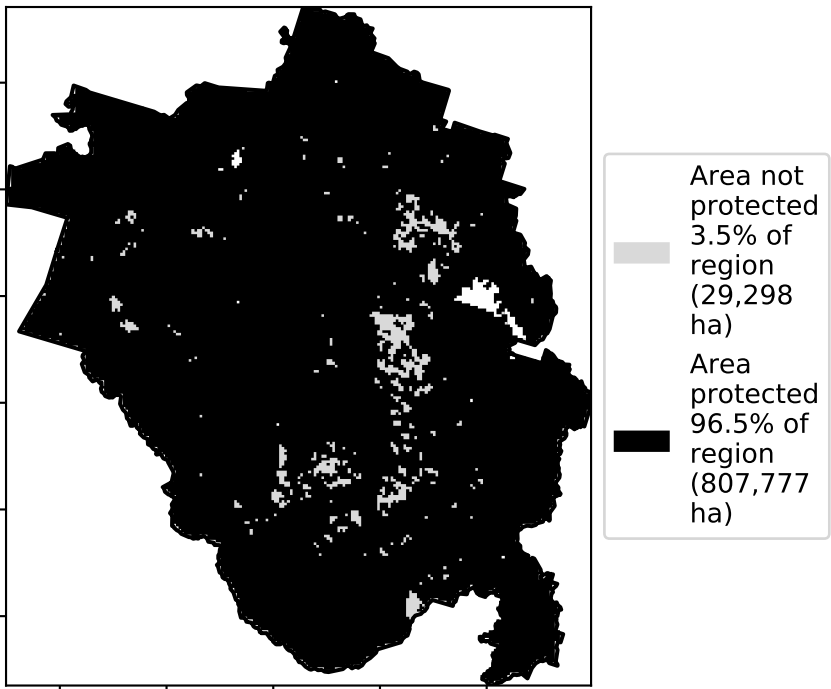 Area not
protected
3.5% of
region
(29,298
ha)
Area
protected
96.5% of
region
(807,777
ha)